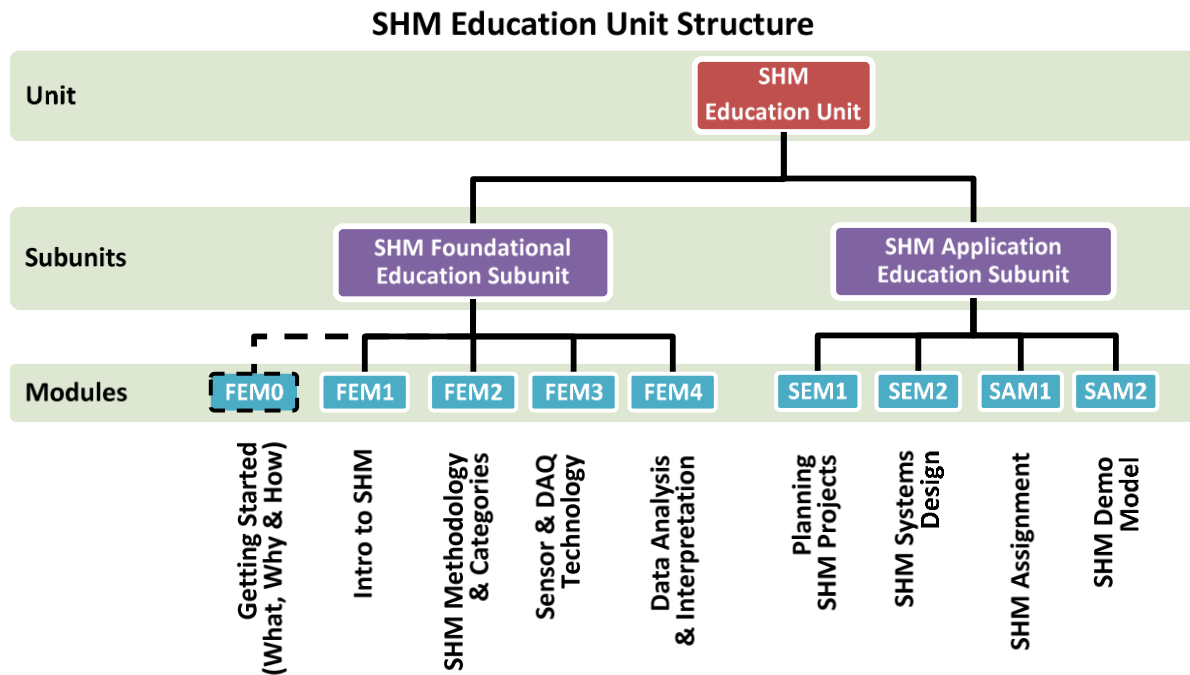 SHM Education Unit Structure
Unit
SHM
Education Unit
Subunits
SHM Foundational
Education Subunit
SHM Application
Education Subunit
Modules
FEM0
FEM1
FEM2
FEM3
FEM4
SEM1
SEM2
SAM1
SAM2
Getting Started
(What, Why & How)
Intro to SHM
SHM Methodology
& Categories
Sensor & DAQ
Technology
Data Analysis
& Interpretation
Planning
SHM Projects
SHM Systems
Design
SHM Assignment
SHM Demo
Model